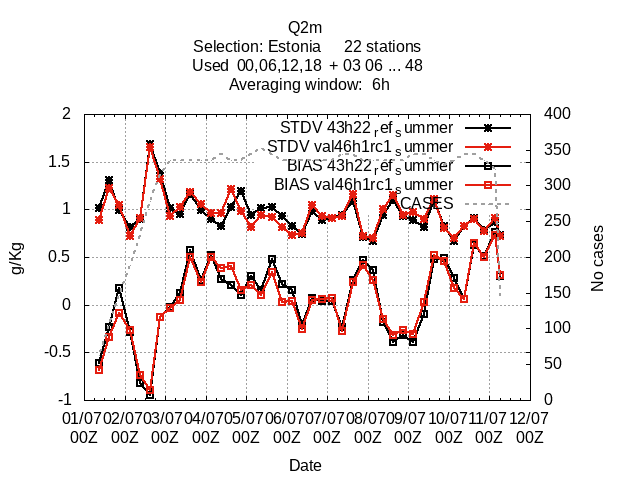 Q2m
Selection: Estonia 22 stations
Used 00,06,12,18 + 03 06 ... 48
Averaging window: 6h
2
1.5
1
0.5
0
-0.5
-1
g/Kg
400
350
300
250
200
150
100
50
0
No cases
STDV 43h22_ref_summer
STDV val46h1rc1_summer
BIAS 43h22_ref_summer
BIAS val46h1rc1_summer
CASES
01/07 02/07 03/07 04/07 05/07 06/07 07/07 08/07 09/07 10/07 11/07 12/07
00Z 00Z 00Z 00Z 00Z 00Z 00Z 00Z 00Z 00Z 00Z 00Z
Date